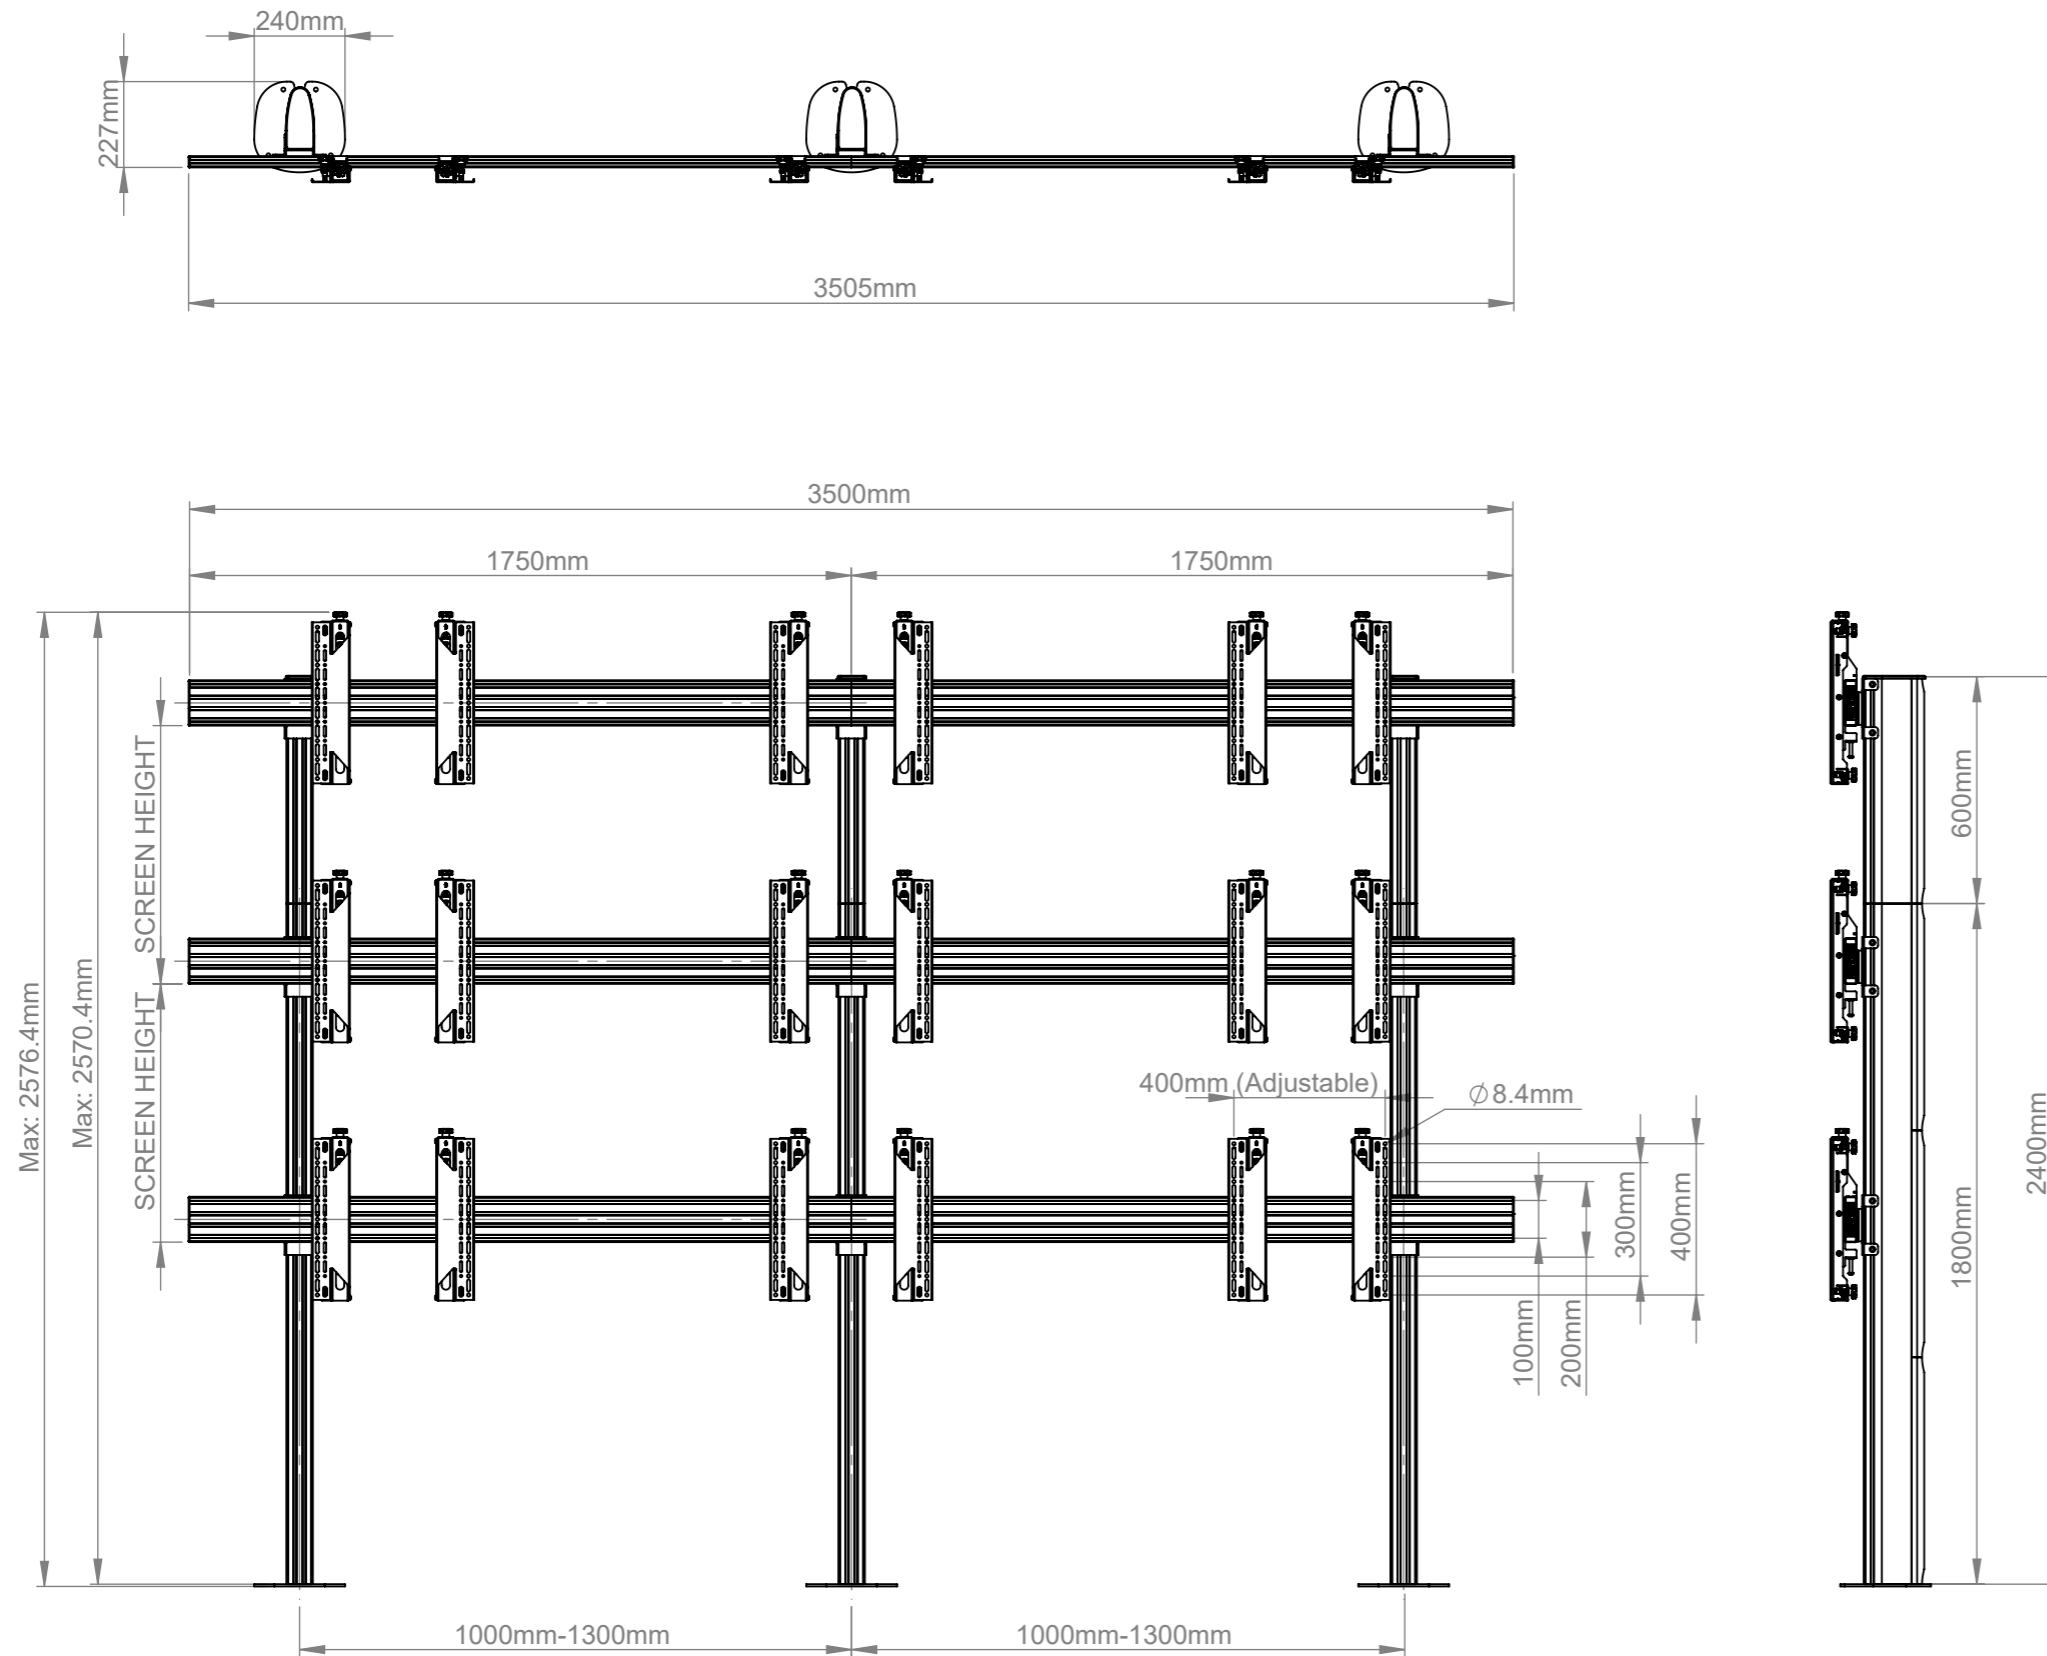 240mm
227mm
3505mm
3500mm
1750mm
1750mm
SCREEN HEIGHT
SCREEN HEIGHT
Max: 2576.4mm
Max: 2570.4mm
400mm (Adjustable)
∅8.4mm
100mm
200mm
300mm
400mm
600mm
1800mm
2400mm
1000mm-1300mm
1000mm-1300mm